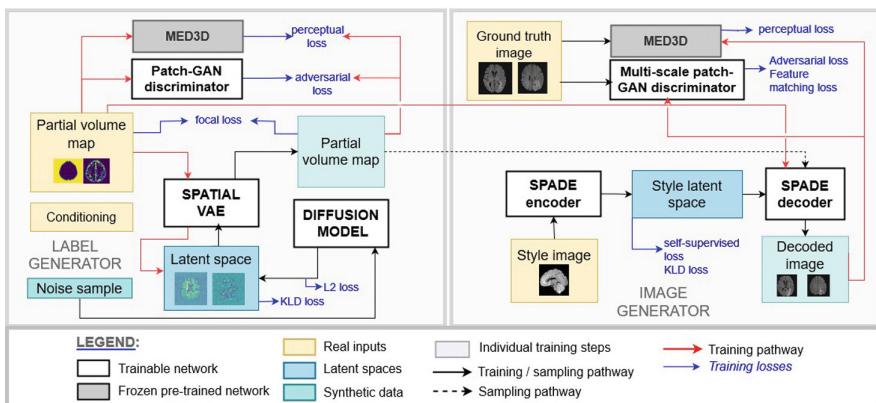 MED3D
perceptual
loss
Patch-GAN
discriminator
adversarial
loss
Partial volume
map
focal loss
Partial
volume map
SPATIAL
VAE
Conditioning
DIFFUSION
MODEL
LABEL
GENERATOR
Latent space
Noise sample
L2 loss
KLD loss
Ground truth
image
MED3D
perceptual loss
Multi-scale patch-
GAN discriminator
Adversarial loss
Feature
matching loss
SPADE
encoder
Style latent
space
SPADE
decoder
self-supervised
loss
KLD loss
Style image
Decoded image
IMAGE
GENERATOR
LEGEND:
Trainable network
Frozen pre-trained network
Real inputs
Latent spaces
Synthetic data
Individual training steps
Training / sampling pathway
Sampling pathway
Training pathway
Training losses